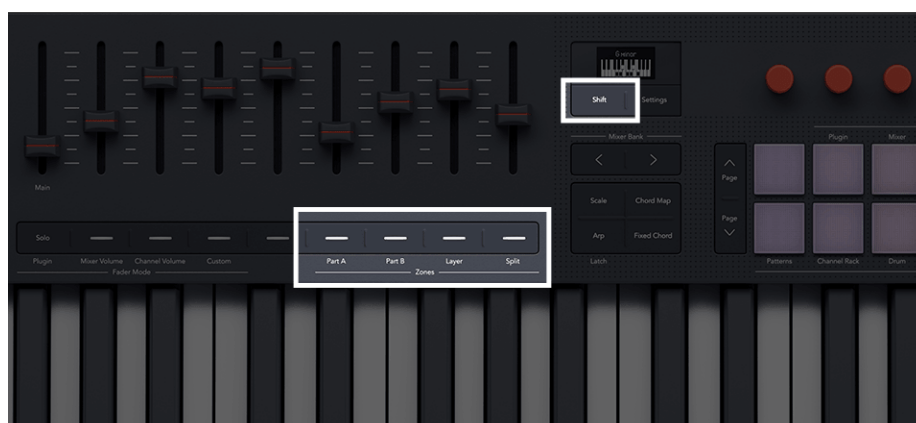 G minor
Shift
Settings
Mixer Bank
Plugin
Mixer
Main
Page
Scale
Chord Map
Solo
Arp
Fixed Chord
Page
Plugin
Mixer Volume
Channel Volume
Custom
Part A
Part B
Layer
Split
Latch
Patterns
Channel Rack
Drum
Fader Mode
Zones